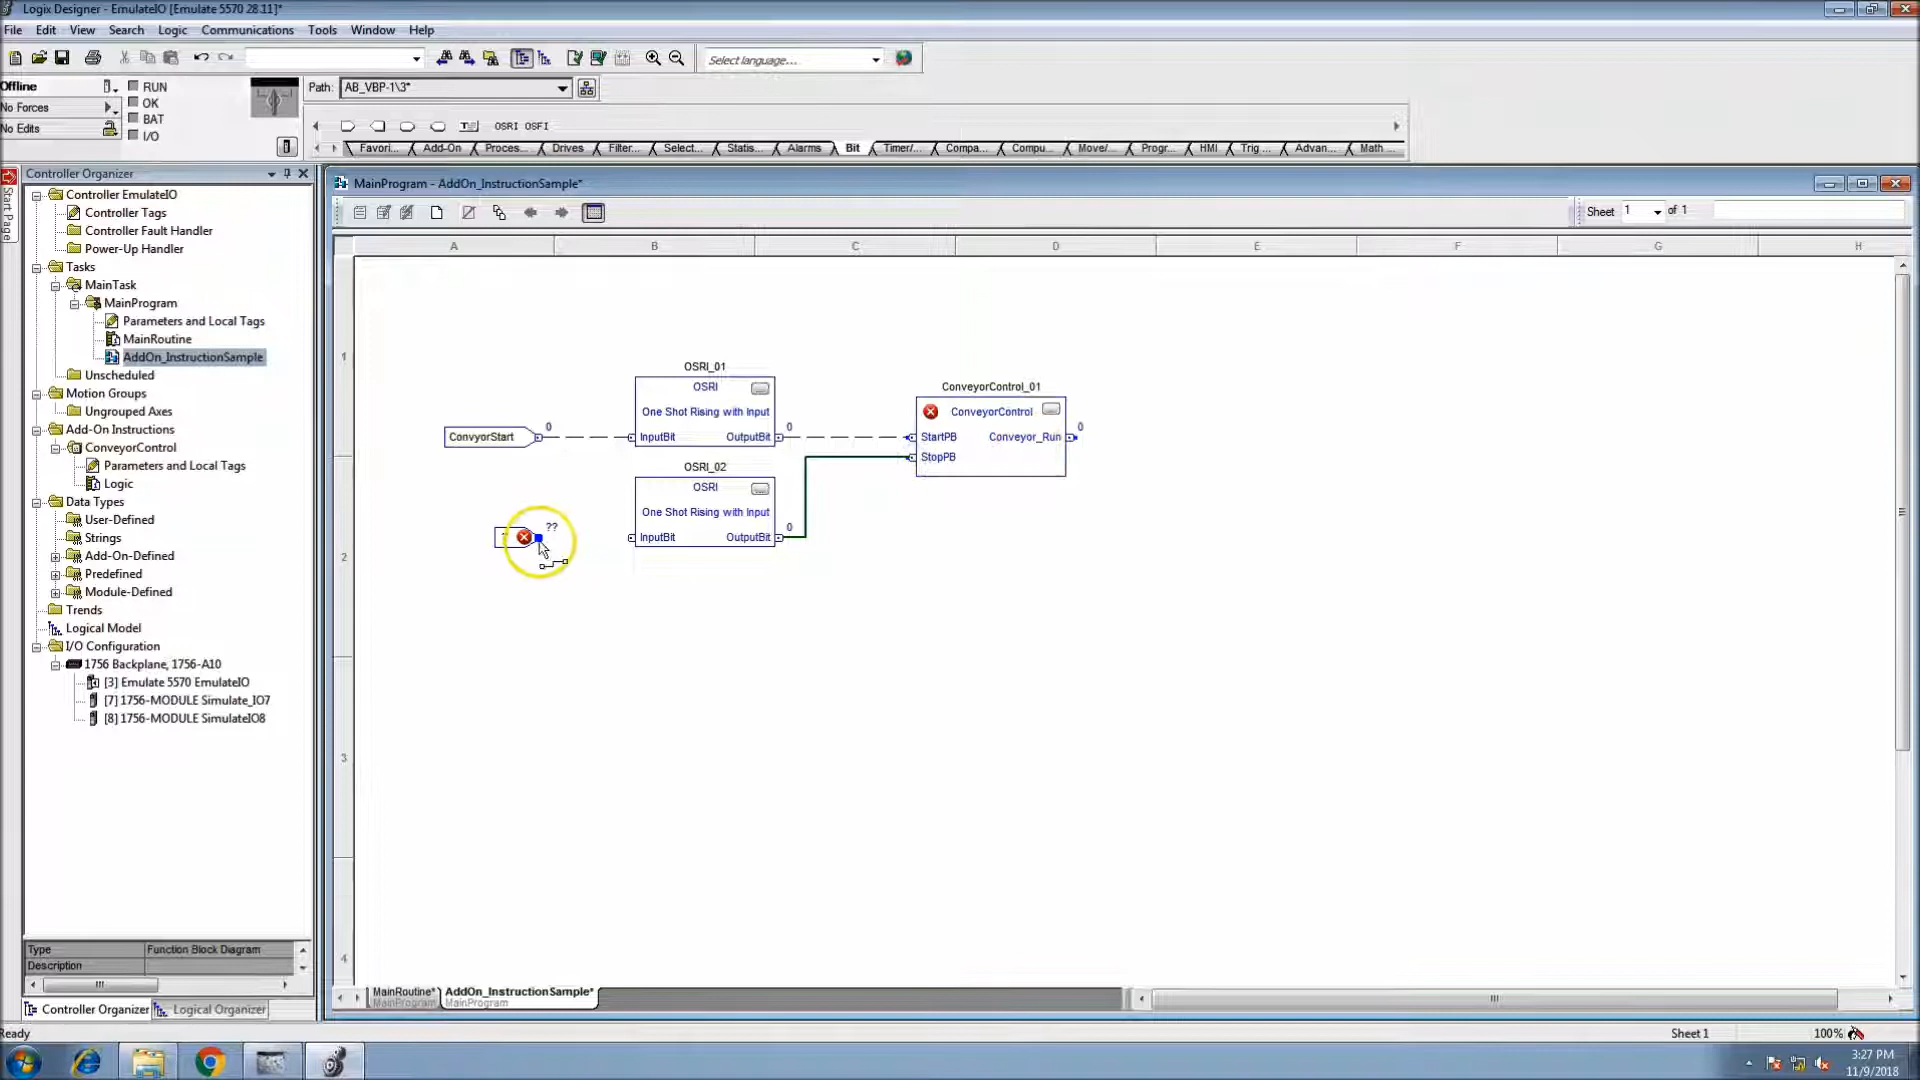 Logix Designer - EmulateIO [Emulate 5570 28.11]*
File Edit View Search Logic Communications Tools Window Help
Select language...
Offline
RUN
Path: AB_VBP-1\3*
No Forces
OK
BAT
No Edits
I/O
OSRI OSFI
Favori... Add-On Proces... Drives Filter... Select... Statis... Alarms Bit Timer/... Compa... Compu... Move/... Progr... HMI Trig... Advan... Math...
Start Page
Controller Organizer
Controller EmulateIO
Controller Tags
Controller Fault Handler
Power-Up Handler
Tasks
MainTask
MainProgram
Parameters and Local Tags
MainRoutine
AddOn_InstructionSample
Unscheduled
Motion Groups
Ungrouped Axes
Add-On Instructions
ConveyorControl
Parameters and Local Tags
Logic
Data Types
User-Defined
Strings
Add-On-Defined
Predefined
Module-Defined
Trends
Logical Model
I/O Configuration
1756 Backplane, 1756-A10
[3] Emulate 5570 EmulateIO
[7] 1756-MODULE Simulate_IO7
[8] 1756-MODULE SimulateIO8
Type Function Block Diagram
Description
Controller Organizer Logical Organizer
MainProgram - AddOn_InstructionSample*
Sheet 1 of 1
A B C D E F G H
1
2
3
4
OSRI_01
OSRI
One Shot Rising with Input
InputBit OutputBit
ConvyorStart
0
0
ConveyorControl_01
ConveyorControl
StartPB Conveyor_Run
StopPB
0
OSRI_02
OSRI
One Shot Rising with Input
InputBit OutputBit
0
??
MainRoutine*
MainProgram
AddOn_InstructionSample*
MainProgram
Ready
Sheet 1
100%
3:27 PM
11/9/2018